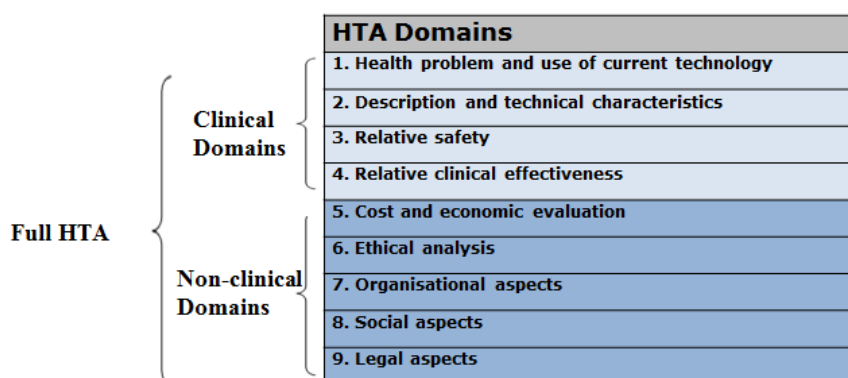 HTA Domains
1. Health problem and use of current technology
2. Description and technical characteristics
3. Relative safety
4. Relative clinical effectiveness
5. Cost and economic evaluation
6. Ethical analysis
7. Organisational aspects
8. Social aspects
9. Legal aspects
Clinical
Domains
Full HTA
Non-clinical
Domains